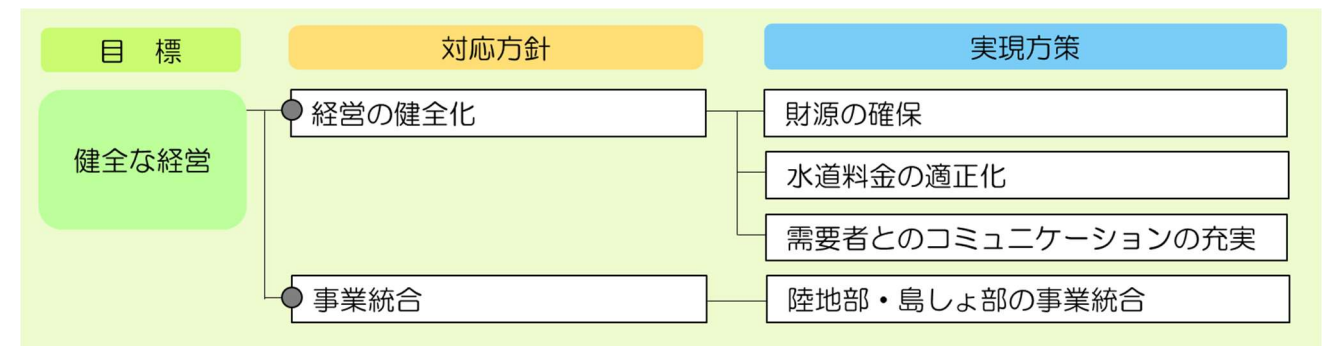 目　標
対応方針
実現方策
健全な経営
経営の健全化
財源の確保
水道料金の適正化
需要者とのコミュニケーションの充実
事業統合
陸地部・島しょ部の事業統合